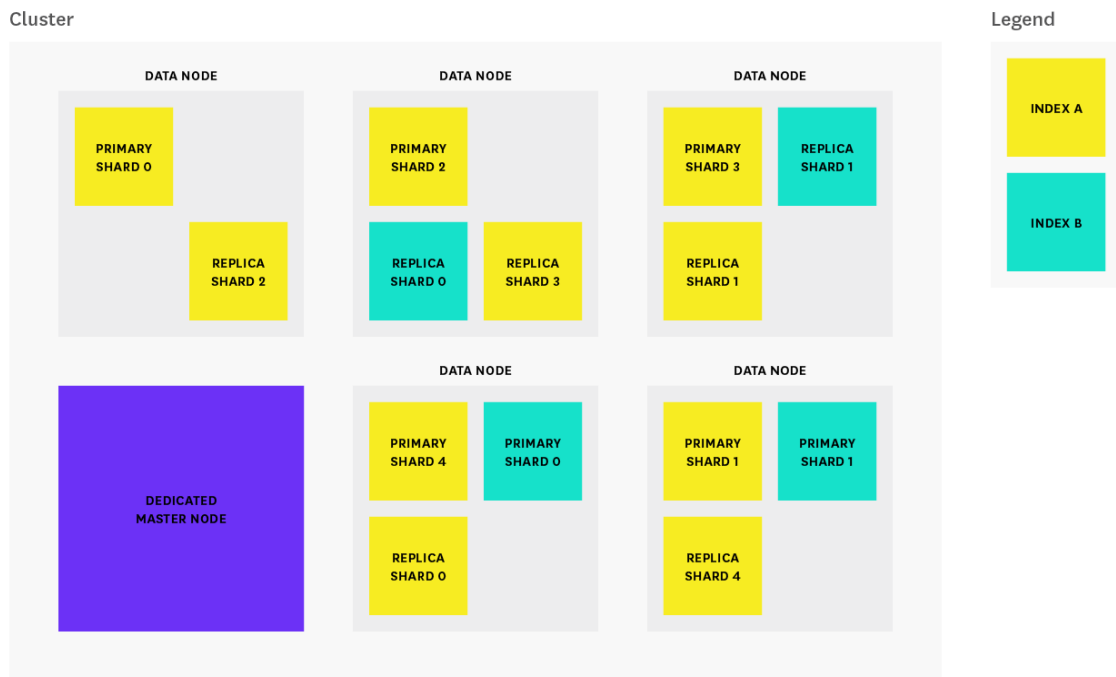 Cluster
Legend
DATA NODE
DATA NODE
DATA NODE
PRIMARY
SHARD 0
REPLICA
SHARD 2
PRIMARY
SHARD 2
REPLICA
SHARD 0
REPLICA
SHARD 3
PRIMARY
SHARD 3
REPLICA
SHARD 1
REPLICA
SHARD 1
INDEX A
INDEX B
DEDICATED
MASTER NODE
DATA NODE
DATA NODE
PRIMARY
SHARD 4
PRIMARY
SHARD 0
REPLICA
SHARD 0
PRIMARY
SHARD 1
PRIMARY
SHARD 1
REPLICA
SHARD 4